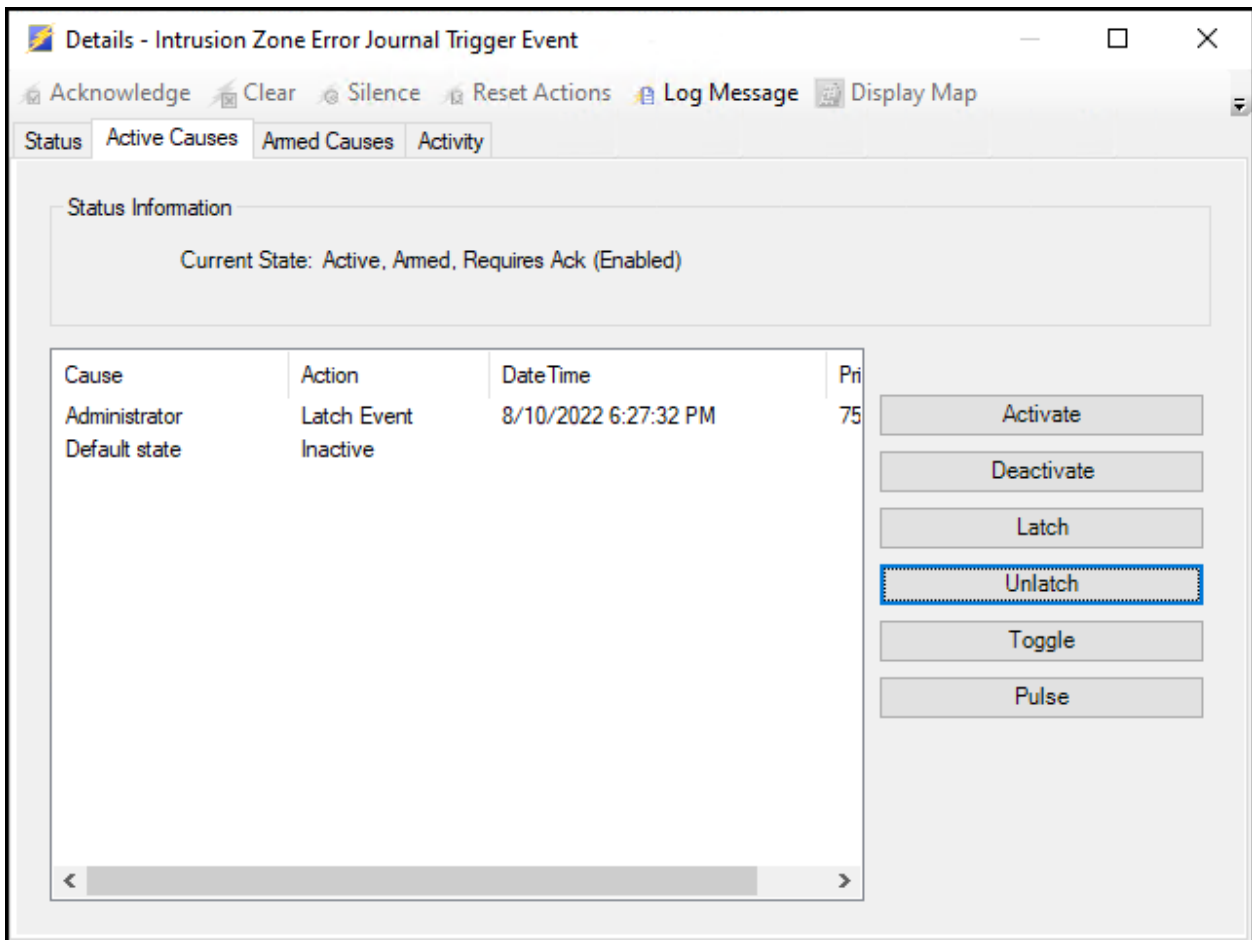 Details - Intrusion Zone Error Journal Trigger Event
Acknowledge Clear Silence Reset Actions Log Message Display Map
Status Active Causes Armed Causes Activity
Status Information
Current State: Active, Armed, Requires Ack (Enabled)
Cause Action DateTime Pri
Administrator Latch Event 8/10/2022 6:27:32 PM 75
Default state Inactive
Activate
Deactivate
Latch
Unlatch
Toggle
Pulse